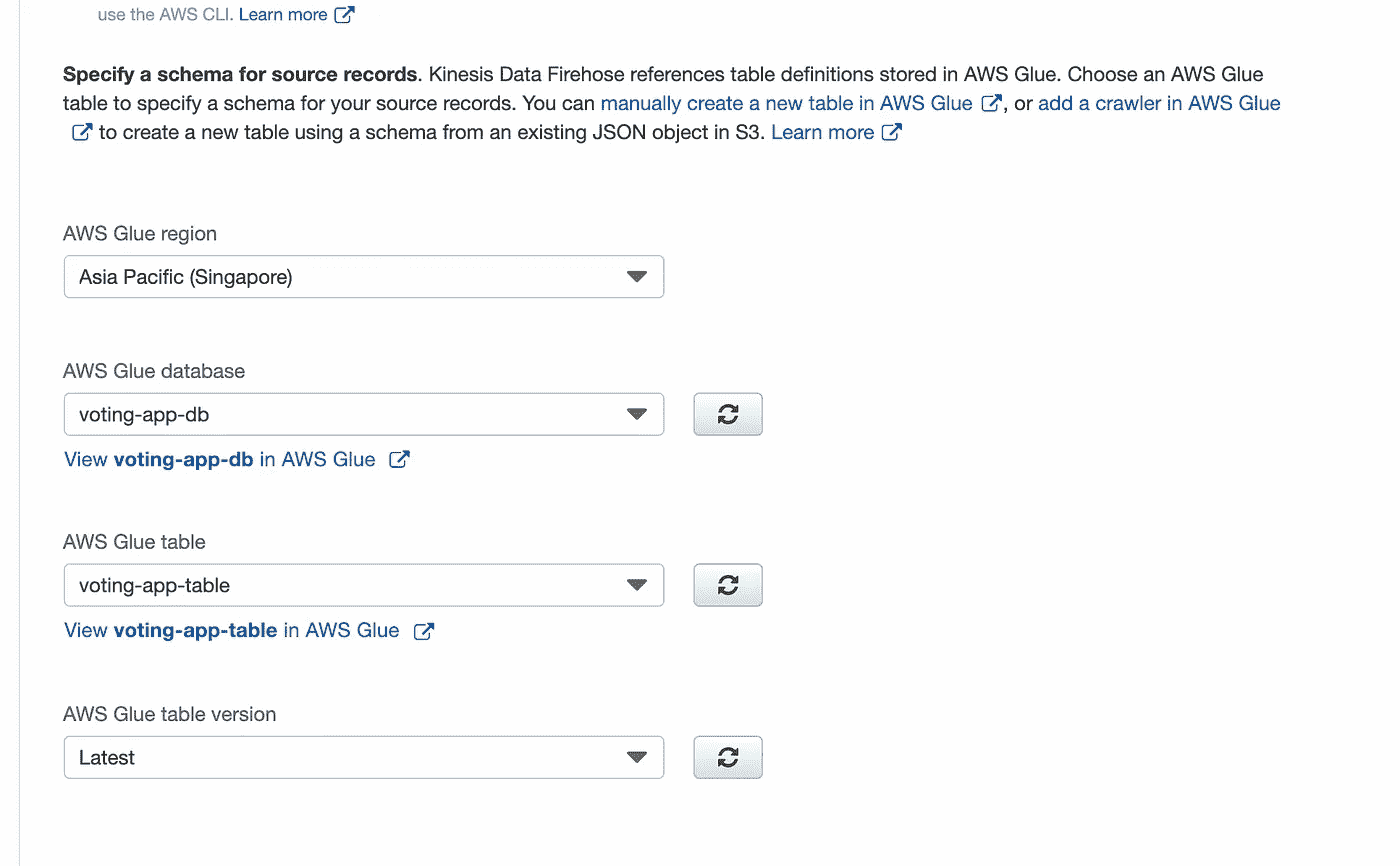 use the AWS CLI. Learn more
Specify a schema for source records. Kinesis Data Firehose references table definitions stored in AWS Glue. Choose an AWS Glue
table to specify a schema for your source records. You can manually create a new table in AWS Glue , or add a crawler in AWS Glue
to create a new table using a schema from an existing JSON object in S3. Learn more
AWS Glue region
Asia Pacific (Singapore)
AWS Glue database
voting-app-db
View voting-app-db in AWS Glue
AWS Glue table
voting-app-table
View voting-app-table in AWS Glue
AWS Glue table version
Latest